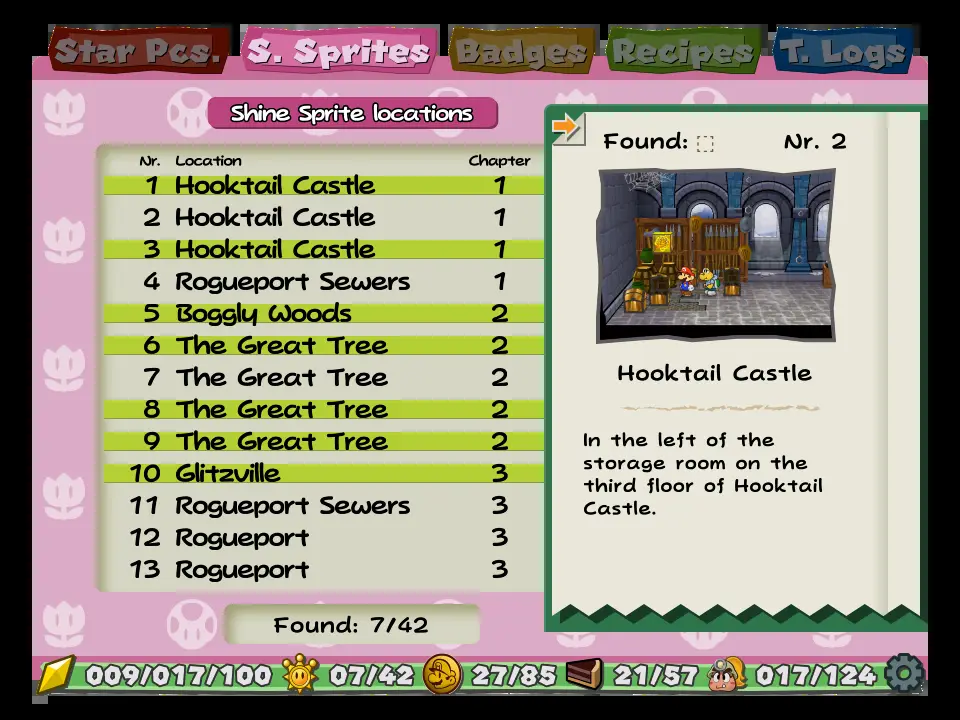 Star Pcs. S. Sprites Badges Recipes T. Logs
Shine Sprite locations
Nr. Location Chapter
1 Hooktail Castle 1
2 Hooktail Castle 1
3 Hooktail Castle 1
4 Rogueport Sewers 1
5 Boggly Woods 2
6 The Great Tree 2
7 The Great Tree 2
8 The Great Tree 2
9 The Great Tree 2
10 Glitzville 3
11 Rogueport Sewers 3
12 Rogueport 3
13 Rogueport 3
Found: 7/42
Found: Nr. 2
Hooktail Castle
In the left of the
storage room on the
third floor of Hooktail
Castle.
009/017/100 07/42 27/85 21/57 017/124